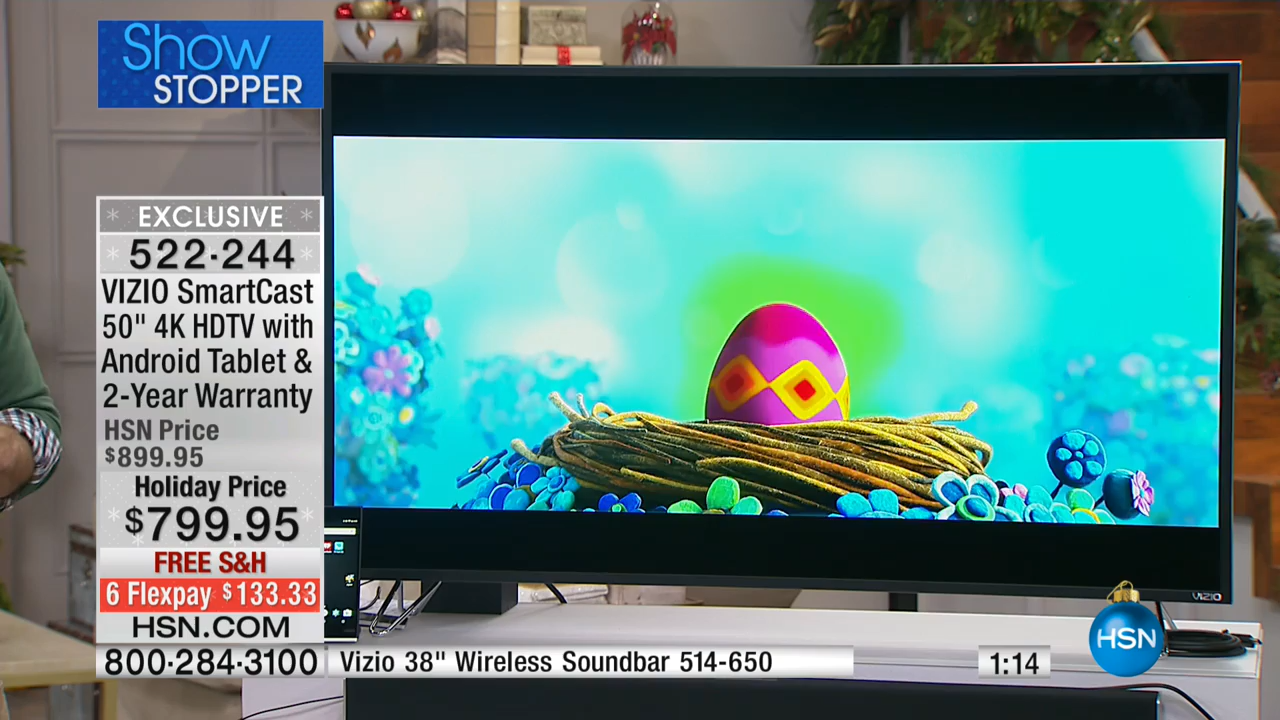 Show
STOPPER
EXCLUSIVE
522·244
VIZIO SmartCast
50" 4K HDTV with
Android Tablet &
2-Year Warranty
HSN Price
$899.95
Holiday Price
$799.95
FREE S&H
6 Flexpay $133.33
HSN.COM
800·284·3100
Vizio 38" Wireless Soundbar 514-650
1:14
HSN
VIZIO